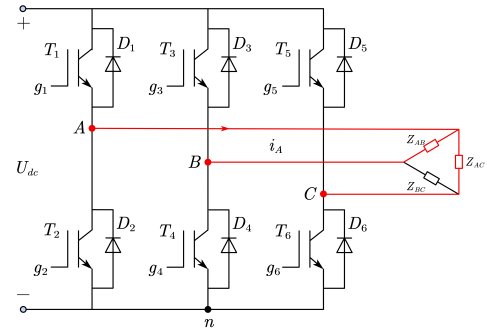 +
T1 D1 T3 D3 T5 D5
g1 g3 g5
A
iA
ZAB
ZAC
B
Udc
ZBC
C
T2 D2 T4 D4 T6 D6
g2 g4 g6
−
n